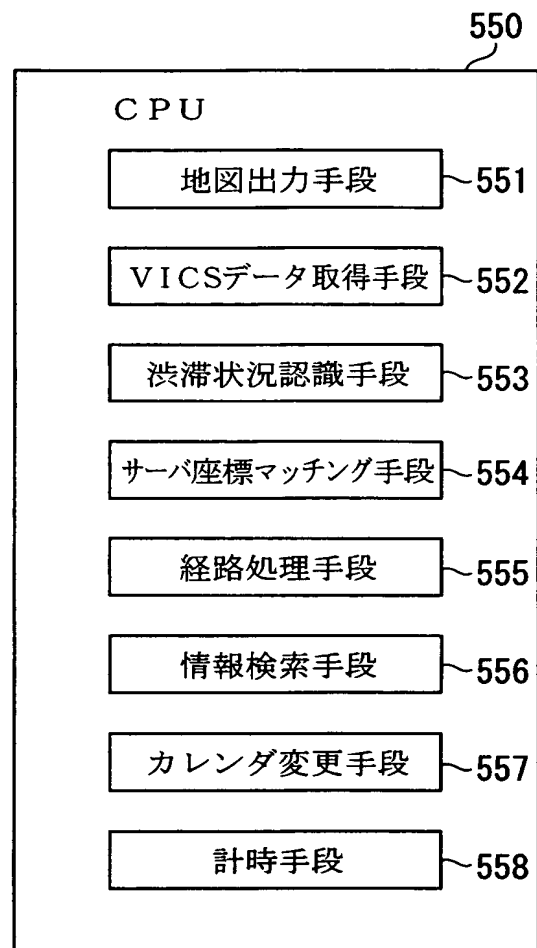 550
CPU
地図出力手段 551
VICSデータ取得手段 552
渋滞状況認識手段 553
サーバ座標マッチング手段 554
経路処理手段 555
情報検索手段 556
カレンダ変更手段 557
計時手段 558